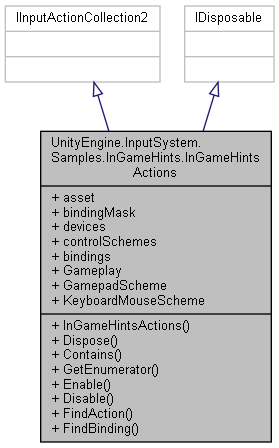 IInputActionCollection2
IDisposable
UnityEngine.InputSystem.
Samples.InGameHints.InGameHints
Actions
+ asset
+ bindingMask
+ devices
+ controlSchemes
+ bindings
+ Gameplay
+ GamepadScheme
+ KeyboardMouseScheme
+ InGameHintsActions()
+ Dispose()
+ Contains()
+ GetEnumerator()
+ Enable()
+ Disable()
+ FindAction()
+ FindBinding()